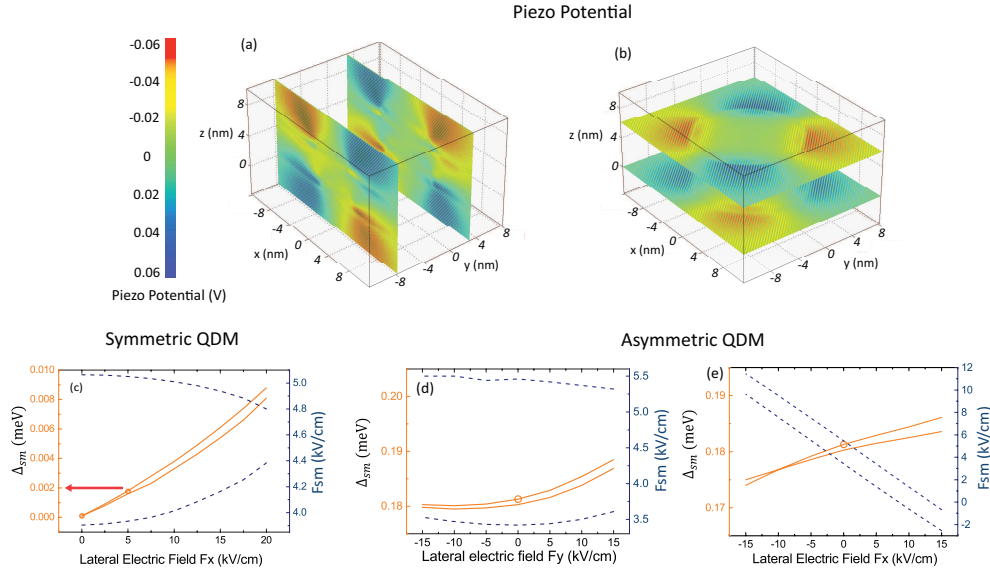 Piezo Potential
-0.06
-0.04
-0.02
0
0.02
0.04
0.06
Piezo Potential (V)
(a)
8
4
0
z (nm)
-8
-4
0
4
8
x (nm)
-8
-4
0
4
8
y (nm)
(b)
8
4
0
z (nm)
-8
-4
0
4
8
x (nm)
-8
-4
0
4
8
y (nm)
Symmetric QDM
Asymmetric QDM
(c)
0.010
0.008
0.006
0.004
0.002
0.000
Δsm (meV)
5.0
4.8
4.6
4.4
4.2
4.0
Fsm (kV/cm)
0 5 10 15 20
Lateral Electric Field Fx (kV/cm)
(d)
0.20
0.19
0.18
Δsm (meV)
5.5
5.0
4.5
4.0
3.5
Fsm (kV/cm)
-15 -10 -5 0 5 10 15
Lateral electric field Fy (kV/cm)
(e)
0.19
0.18
0.17
Δsm (meV)
12
10
8
6
4
2
0
-2
Fsm (kV/cm)
-15 -10 -5 0 5 10 15
Lateral Electric Field Fx (kV/cm)